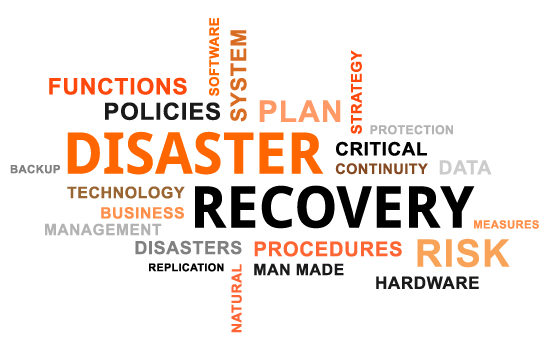 SOFTWARE
SYSTEM
FUNCTIONS
POLICIES
PLAN
STRATEGY
PROTECTION
DISASTER
CRITICAL
BACKUP
CONTINUITY
DATA
TECHNOLOGY
BUSINESS
RECOVERY
MANAGEMENT
MEASURES
DISASTERS
PROCEDURES
RISK
REPLICATION
NATURAL
MAN MADE
HARDWARE